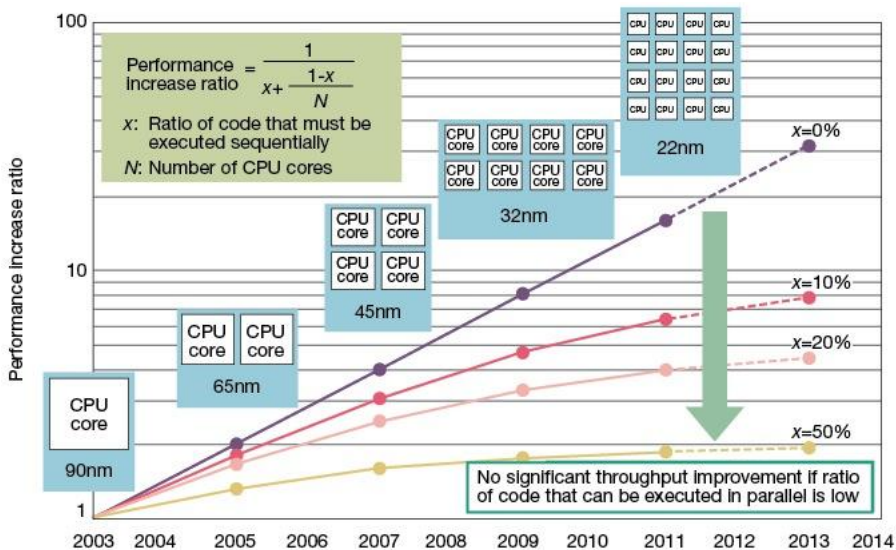 Performance increase ratio
100
10
1
Performance
increase ratio
=
1
x+
1-x
N
x: Ratio of code that must be
executed sequentially
N: Number of CPU cores
CPU
core
90nm
CPU
core
CPU
core
65nm
CPU
core
CPU
core
CPU
core
CPU
core
45nm
CPU
core
CPU
core
CPU
core
CPU
core
CPU
core
CPU
core
CPU
core
CPU
core
32nm
CPU CPU CPU CPU
CPU CPU CPU CPU
CPU CPU CPU CPU
CPU CPU CPU CPU
22nm
x=0%
x=10%
x=20%
x=50%
No significant throughput improvement if ratio
of code that can be executed in parallel is low
2003 2004 2005 2006 2007 2008 2009 2010 2011 2012 2013 2014